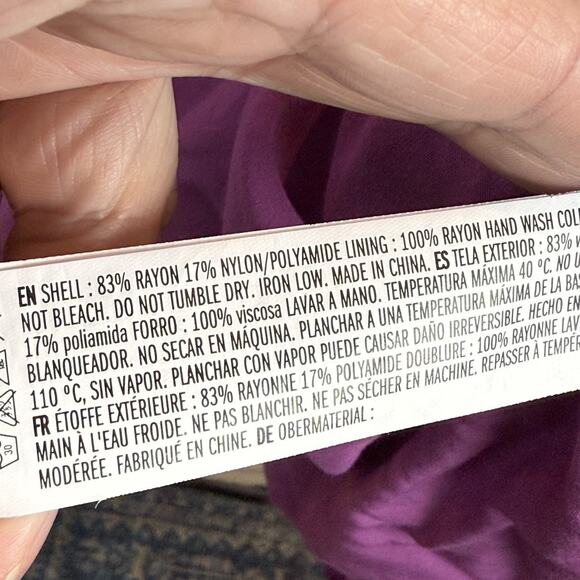 EN SHELL : 83% RAYON 17% NYLON/POLYAMIDE LINING : 100% RAYON HAND WASH COL
NOT BLEACH. DO NOT TUMBLE DRY. IRON LOW. MADE IN CHINA. ES TELA EXTERIOR : 83%
17% poliamida FORRO : 100% viscosa LAVAR A MANO. TEMPERATURA MÁXIMA 40 ºC. NO U
BLANQUEADOR. NO SECAR EN MÁQUINA. PLANCHAR A UNA TEMPERATURA MÁXIMA DE LA BAS
110 ºC, SIN VAPOR. PLANCHAR CON VAPOR PUEDE CAUSAR DAÑO IRREVERSIBLE. HECHO EN
FR ÉTOFFE EXTÉRIEURE : 83% RAYONNE 17% POLYAMIDE DOUBLURE : 100% RAYONNE LAV
MAIN À L'EAU FROIDE. NE PAS BLANCHIR. NE PAS SÉCHER EN MACHINE. REPASSER À TEMPÉR
MODÉRÉE. FABRIQUÉ EN CHINE. DE OBERMATERIAL :
30